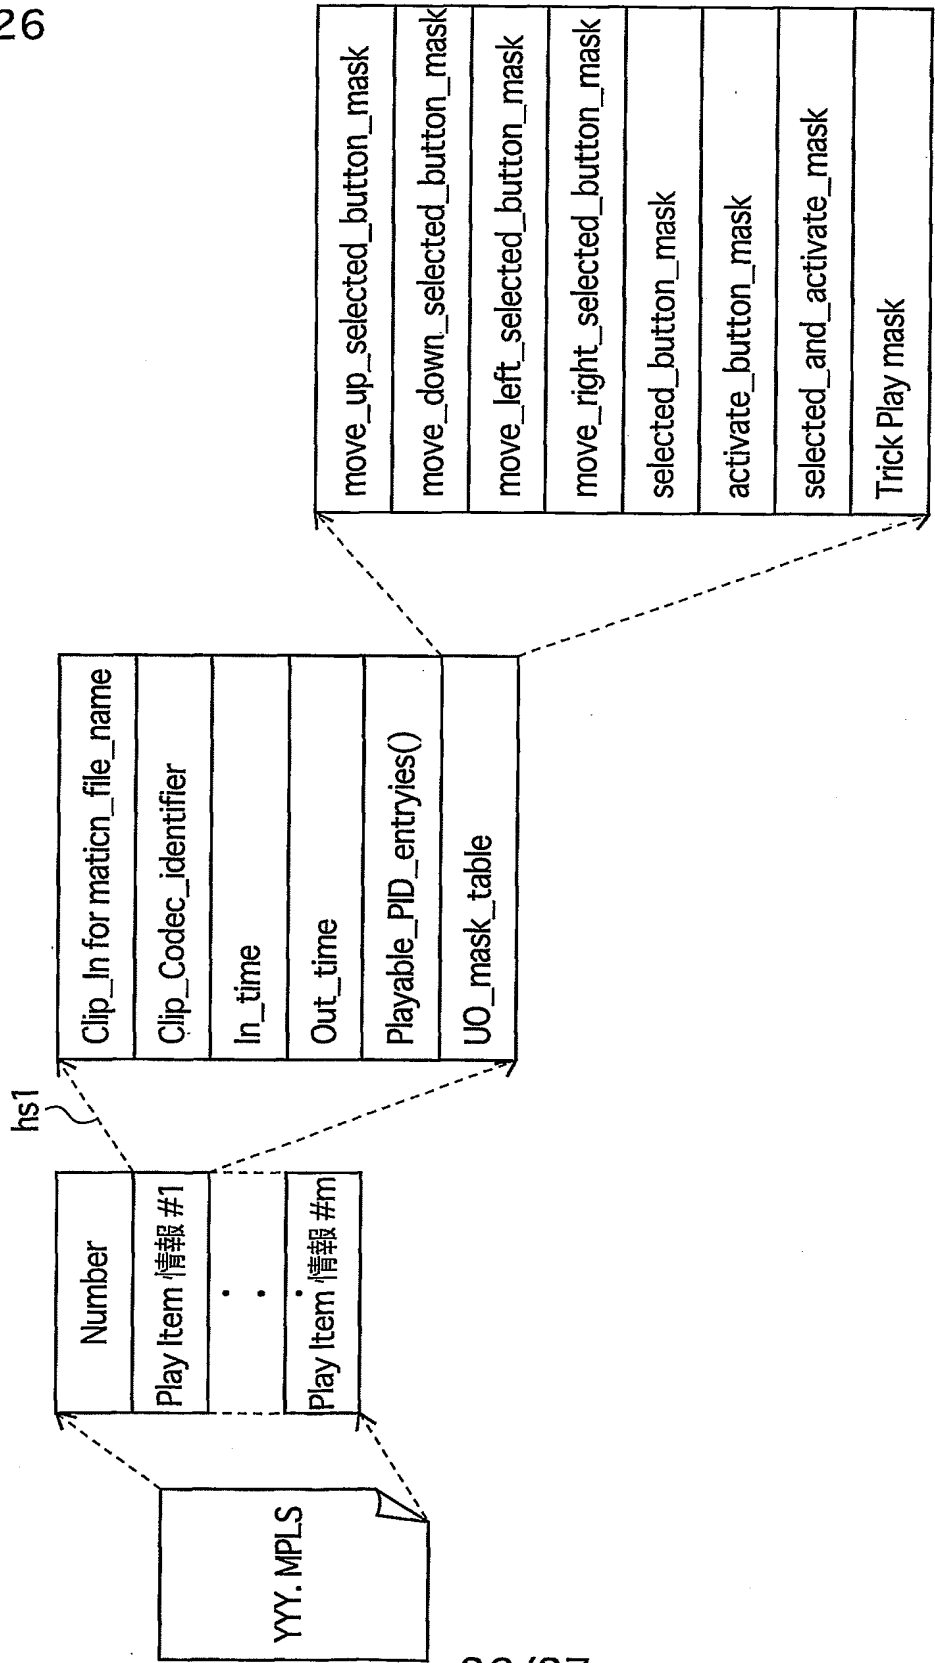 26
YYY. MPLS
Number
Play Item 情報 #1
Play Item 情報 #m
hs1
Clip_In for maticn_file_name
Clip_Codec_identifier
In_time
Out_time
Playable_PID_entryies()
UO_mask_table
move_up_selected_button_mask
move_down_selected_button_mask
move_left_selected_button_mask
move_right_selected_button_mask
selected_button_mask
activate_button_mask
selected_and_activate_mask
Trick Play mask